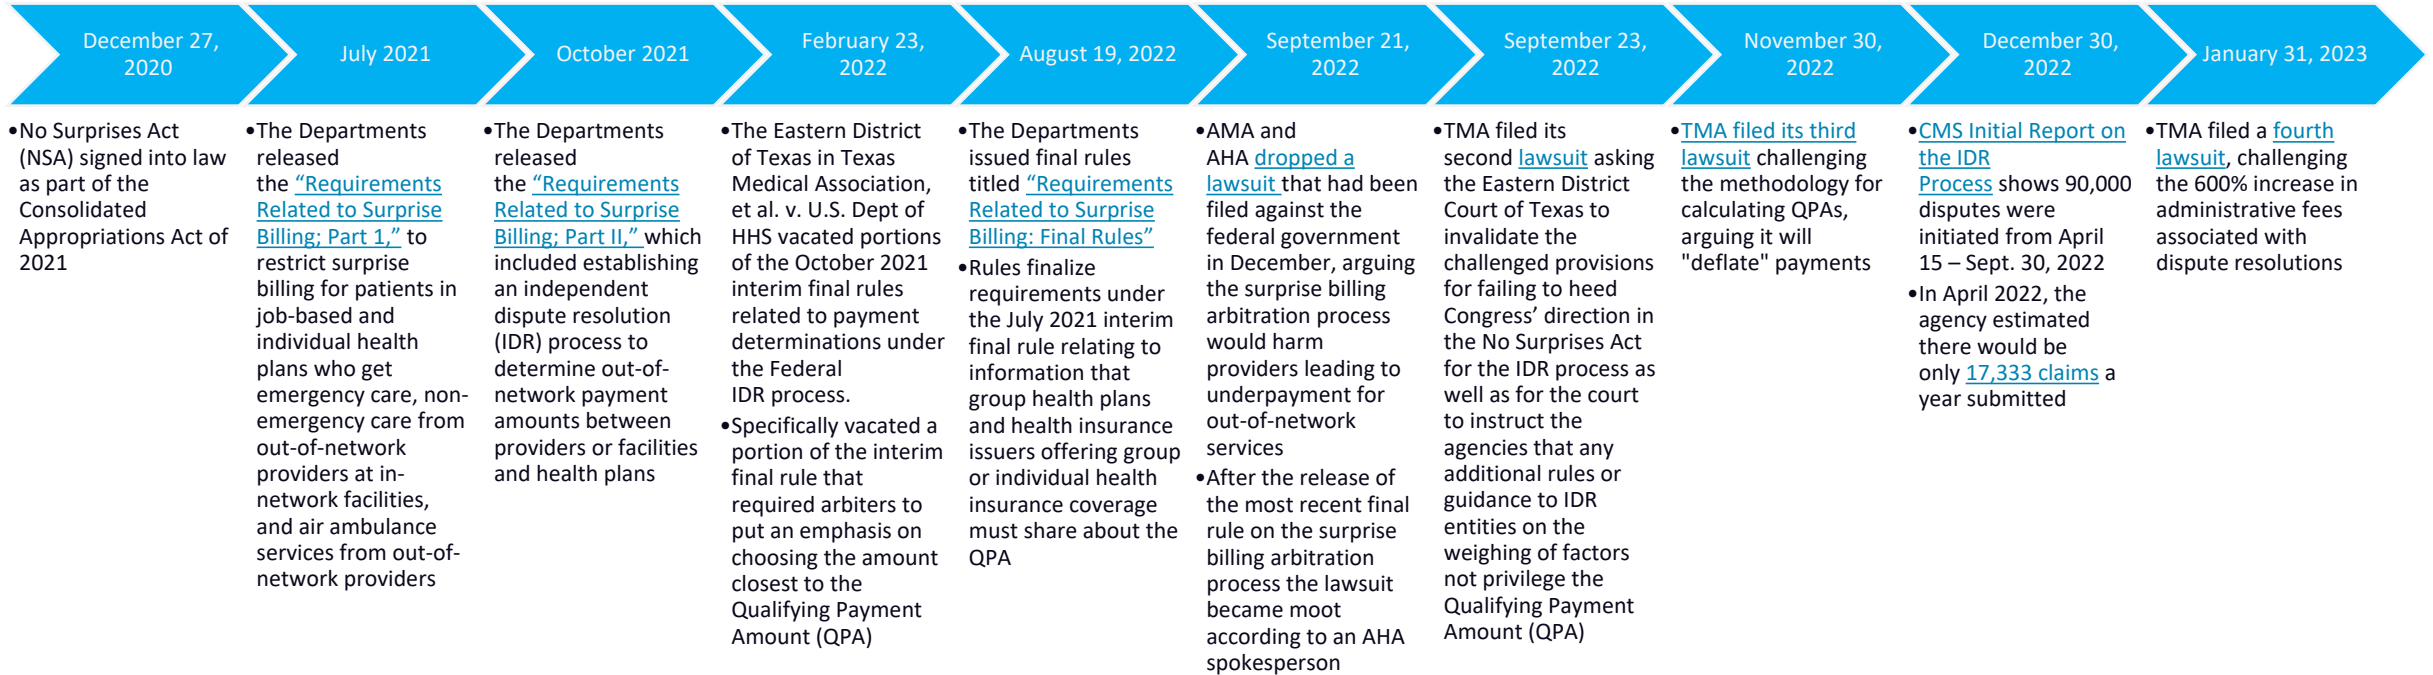 December 27,
2020
July 2021
October 2021
February 23,
2022
August 19, 2022
September 21,
2022
September 23,
2022
November 30,
2022
December 30,
2022
January 31, 2023
•No Surprises Act
(NSA) signed into law
as part of the
Consolidated
Appropriations Act of
2021
•The Departments
released
the “Requirements
Related to Surprise
Billing; Part 1,” to
restrict surprise
billing for patients in
job-based and
individual health
plans who get
emergency care, non-
emergency care from
out-of-network
providers at in-
network facilities,
and air ambulance
services from out-of-
network providers
•The Departments
released
the “Requirements
Related to Surprise
Billing; Part II,” which
included establishing
an independent
dispute resolution
(IDR) process to
determine out-of-
network payment
amounts between
providers or facilities
and health plans
•The Eastern District
of Texas in Texas
Medical Association,
et al. v. U.S. Dept of
HHS vacated portions
of the October 2021
interim final rules
related to payment
determinations under
the Federal
IDR process.
•Specifically vacated a
portion of the interim
final rule that
required arbiters to
put an emphasis on
choosing the amount
closest to the
Qualifying Payment
Amount (QPA)
•The Departments
issued final rules
titled “Requirements
Related to Surprise
Billing: Final Rules”
•Rules finalize
requirements under
the July 2021 interim
final rule relating to
information that
group health plans
and health insurance
issuers offering group
or individual health
insurance coverage
must share about the
QPA
•AMA and
AHA dropped a
lawsuit that had been
filed against the
federal government
in December, arguing
the surprise billing
arbitration process
would harm
providers leading to
underpayment for
out-of-network
services
•After the release of
the most recent final
rule on the surprise
billing arbitration
process the lawsuit
became moot
according to an AHA
spokesperson
•TMA filed its
second lawsuit asking
the Eastern District
Court of Texas to
invalidate the
challenged provisions
for failing to heed
Congress’ direction in
the No Surprises Act
for the IDR process as
well as for the court
to instruct the
agencies that any
additional rules or
guidance to IDR
entities on the
weighing of factors
not privilege the
Qualifying Payment
Amount (QPA)
•TMA filed its third
lawsuit challenging
the methodology for
calculating QPAs,
arguing it will
"deflate" payments
•CMS Initial Report on
the IDR
Process shows 90,000
disputes were
initiated from April
15 – Sept. 30, 2022
•In April 2022, the
agency estimated
there would be
only 17,333 claims a
year submitted
•TMA filed a fourth
lawsuit, challenging
the 600% increase in
administrative fees
associated with
dispute resolutions